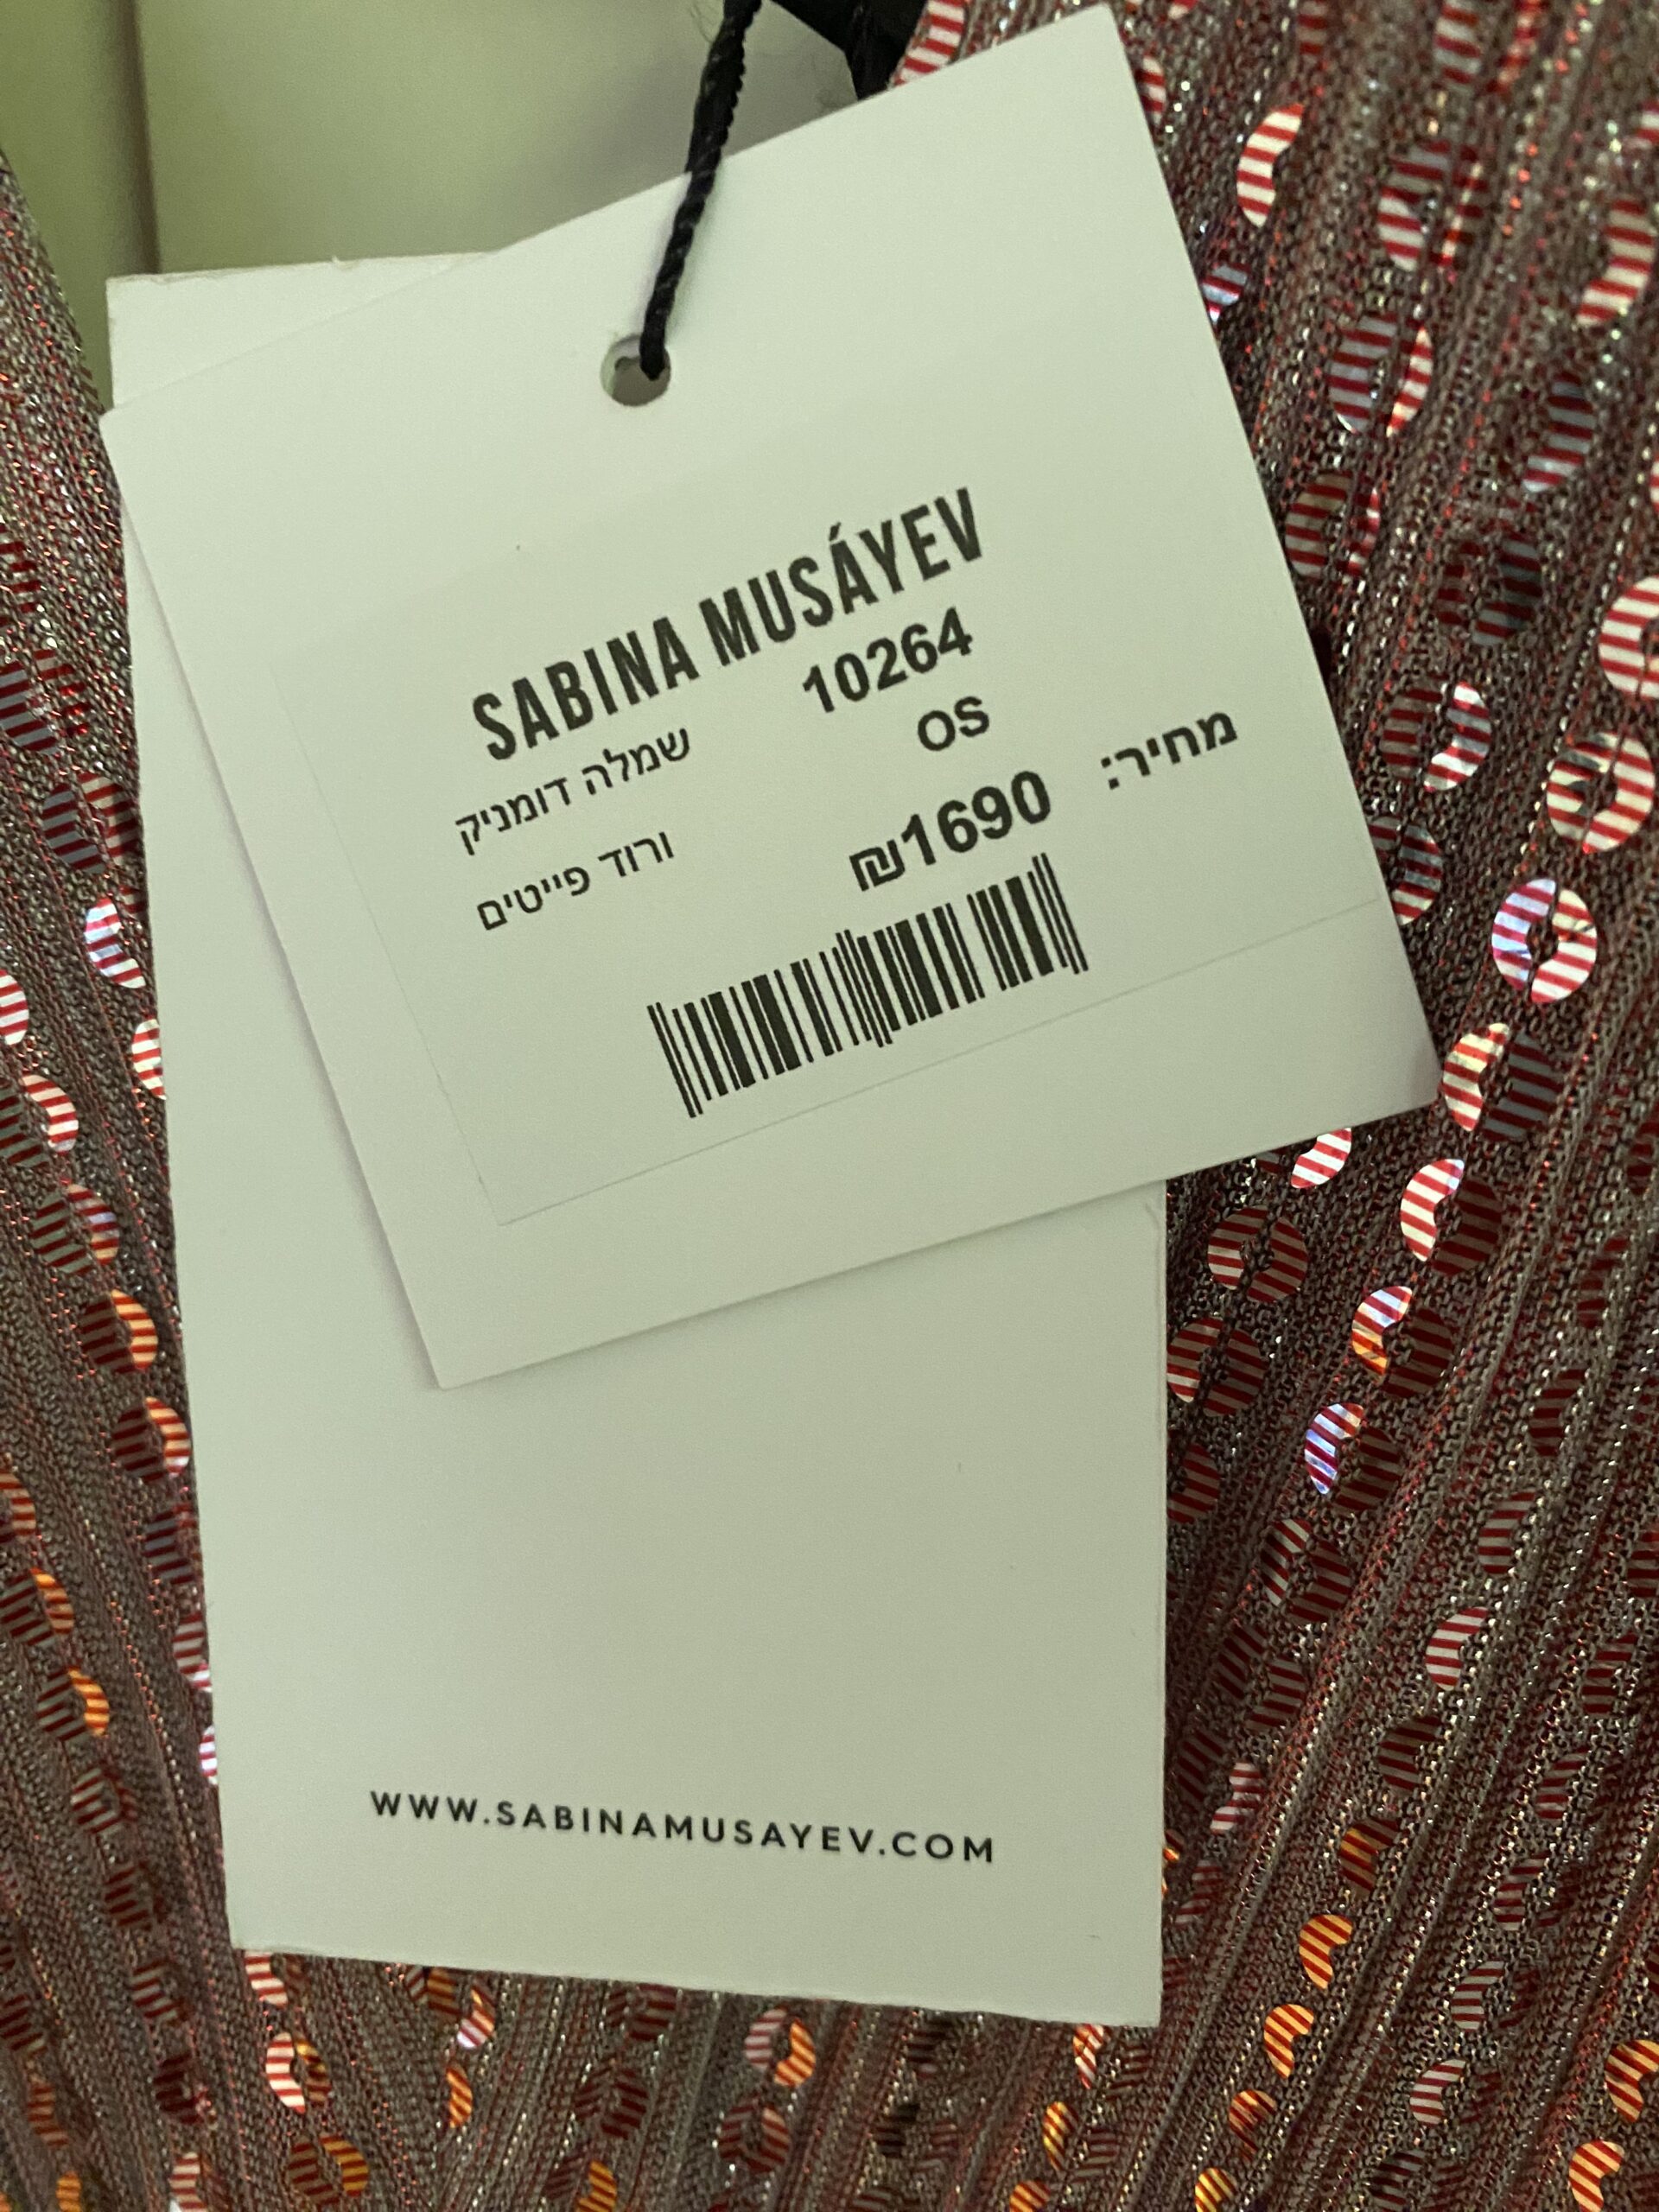 SABINA MUSÁYEV
10264
שמלה דומניק
OS
ורוד פייטים
מחיר: 1690₪
WWW.SABINAMUSAYEV.COM